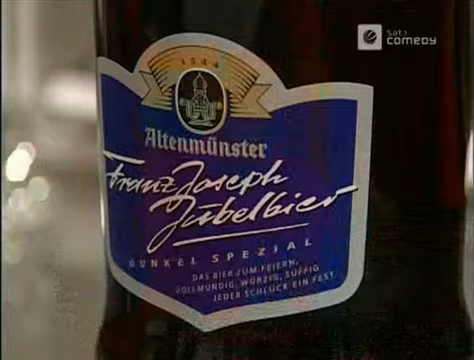 Sat.1
comedy
1544
Altenmünster
Franz Joseph
Jubelbier
DUNKEL SPEZIAL
DAS BIER ZUM FEIERN.
VOLLMUNDIG, WÜRZIG, SÜFFIG
JEDER SCHLUCK EIN FEST